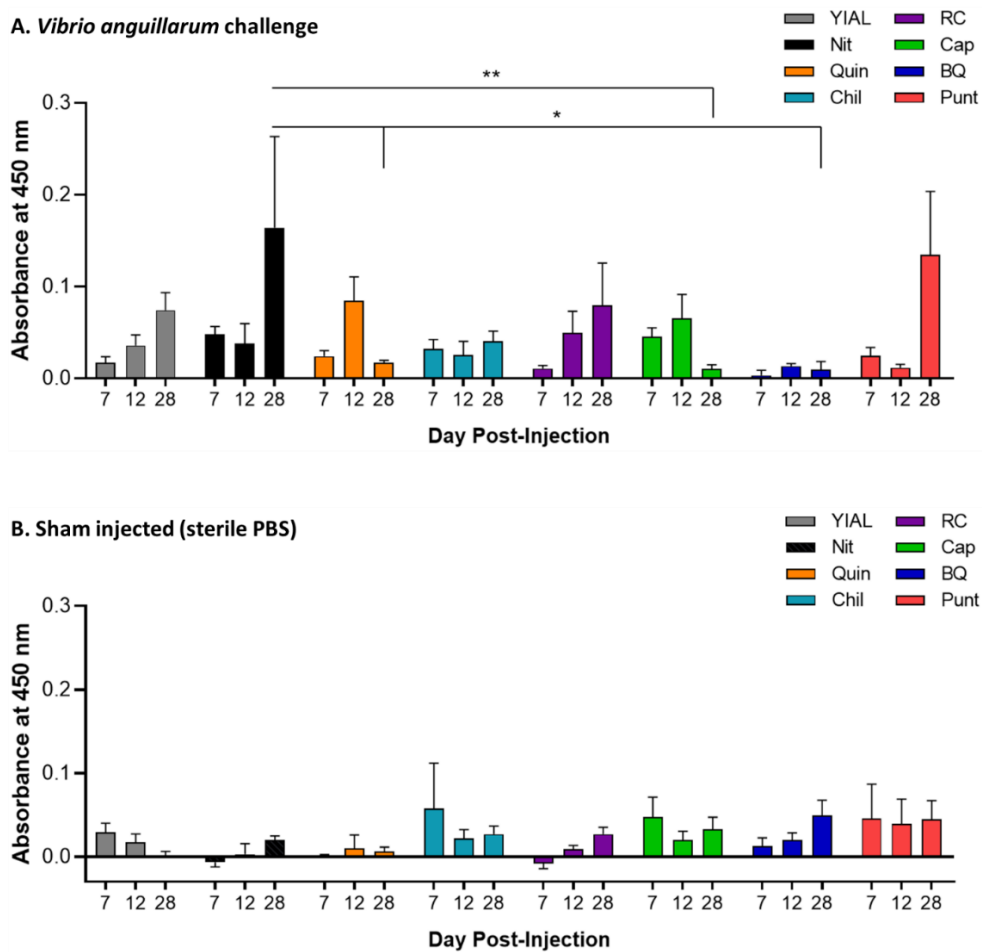 A. Vibrio anguillarum challenge
YIAL RC
Nit Cap
Quin BQ
Chil Punt
**
*
0.3
0.2
0.1
0.0
Absorbance at 450 nm
7 12 28 7 12 28 7 12 28 7 12 28 7 12 28 7 12 28 7 12 28 7 12 28
Day Post-Injection
B. Sham injected (sterile PBS)
YIAL RC
Nit Cap
Quin BQ
Chil Punt
0.3
0.2
0.1
0.0
Absorbance at 450 nm
7 12 28 7 12 28 7 12 28 7 12 28 7 12 28 7 12 28 7 12 28 7 12 28
Day Post-Injection